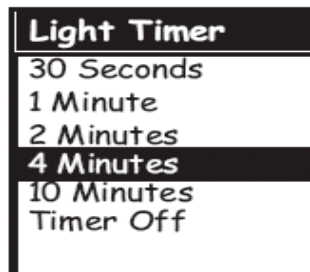 Light Timer
30 Seconds
1 Minute
2 Minutes
4 Minutes
10 Minutes
Timer Off